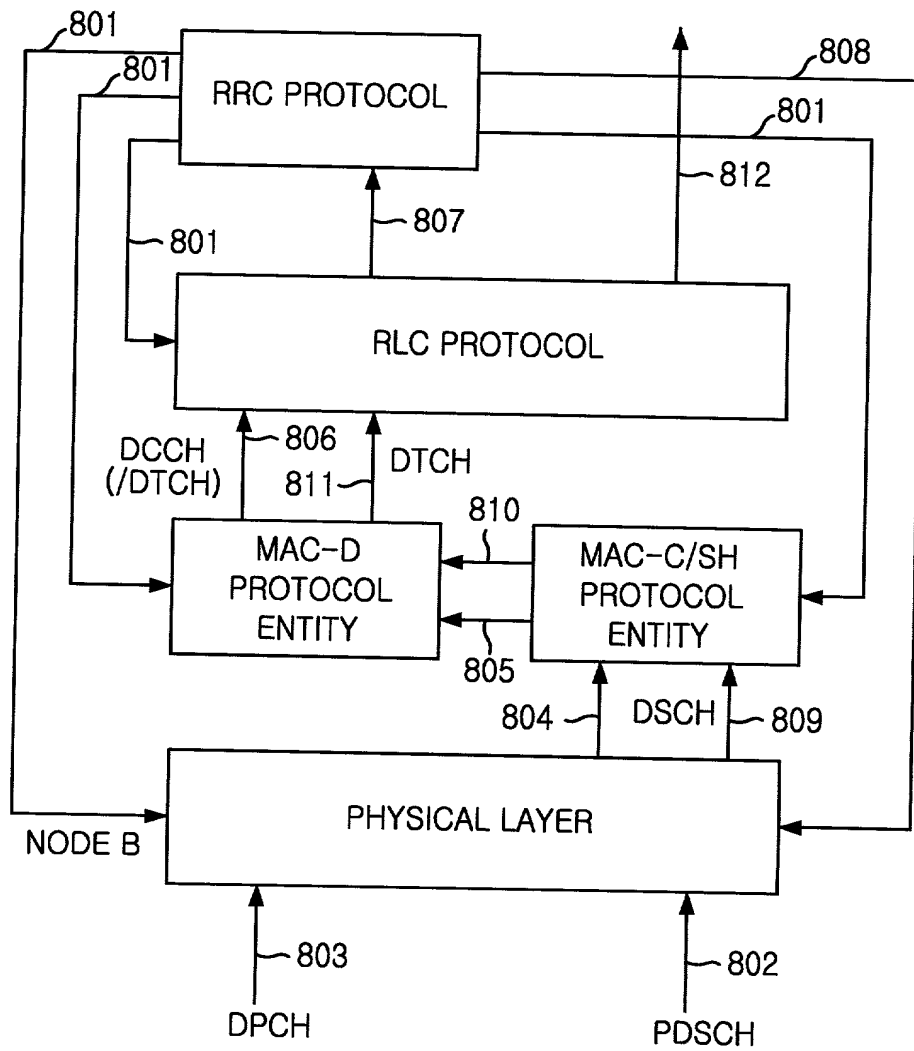 801
801
RRC PROTOCOL
808
801
812
807
801
RLC PROTOCOL
DCCH
(/DTCH)
806
811
DTCH
810
MAC-D
PROTOCOL
ENTITY
MAC-C/SH
PROTOCOL
ENTITY
805
804
DSCH
809
PHYSICAL LAYER
NODE B
803
802
DPCH
PDSCH